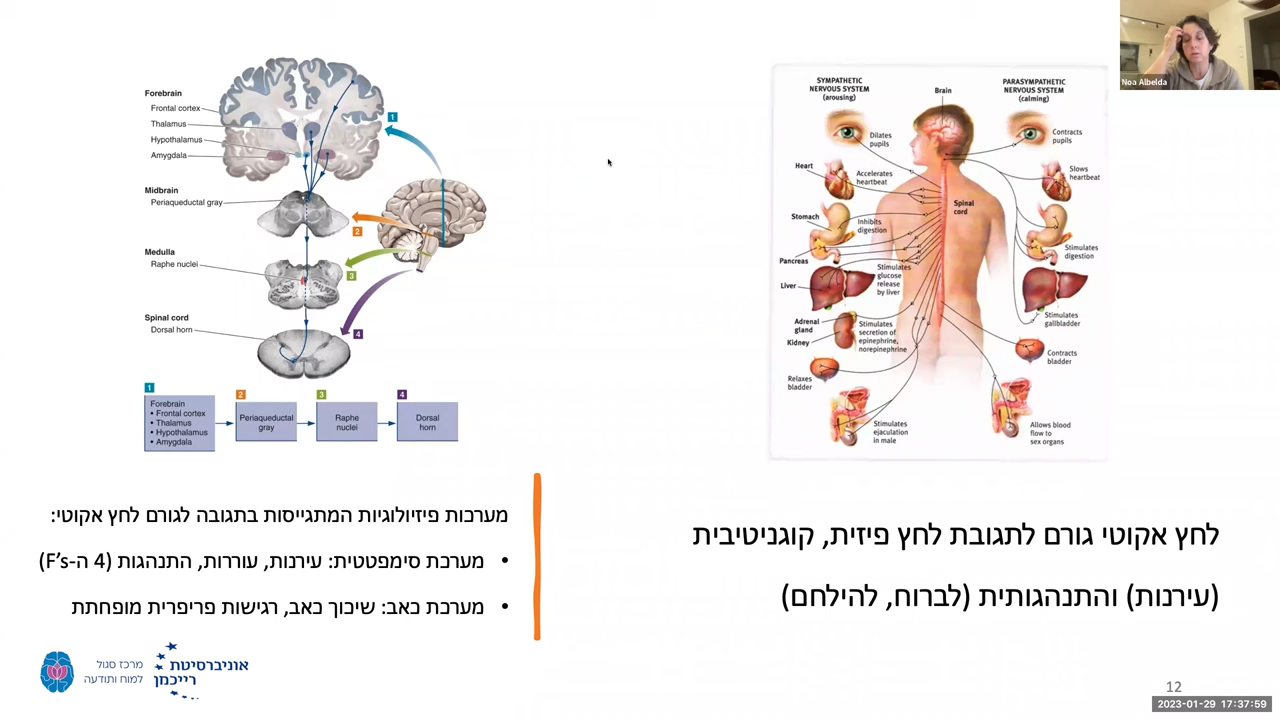 Noa Albelda
Forebrain
Frontal cortex
Thalamus
Hypothalamus
Amygdala
Midbrain
Periaqueductal gray
Medulla
Raphe nuclei
Spinal cord
Dorsal horn
1
2
3
4
1
2
3
4
Forebrain
• Frontal cortex
• Thalamus
• Hypothalamus
• Amygdala
Periaqueductal
gray
Raphe
nuclei
Dorsal
horn
SYMPATHETIC
NERVOUS SYSTEM
(arousing)
Brain
PARASYMPATHETIC
NERVOUS SYSTEM
(calming)
Dilates
pupils
Contracts
pupils
Heart
Accelerates
heartbeat
Slows
heartbeat
Spinal
cord
Stomach
Inhibits
digestion
Stimulates
digestion
Pancreas
Stimulates
glucose
release
by liver
Liver
Stimulates
gallbladder
Adrenal
gland
Kidney
Stimulates
secretion of
epinephrine,
norepinephrine
Contracts
bladder
Relaxes
bladder
Stimulates
ejaculation
in male
Allows blood
flow to
sex organs
לחץ אקוטי גורם לתגובת לחץ פיזית, קוגניטיבית
(עירנות) והתנהגותית (לברוח, להילחם)
מערכות פיזיולוגיות המתגייסות בתגובה לגורם לחץ אקוטי:
• מערכת סימפטטית: עירנות, עוררות, התנהגות (4 ה-F’s)
• מערכת כאב: שיכוך כאב, רגישות פריפרית מופחתת
אוניברסיטת
רייכמן
מרכז סגול
למוח ותודעה
12
2023-01-29 17:37:59